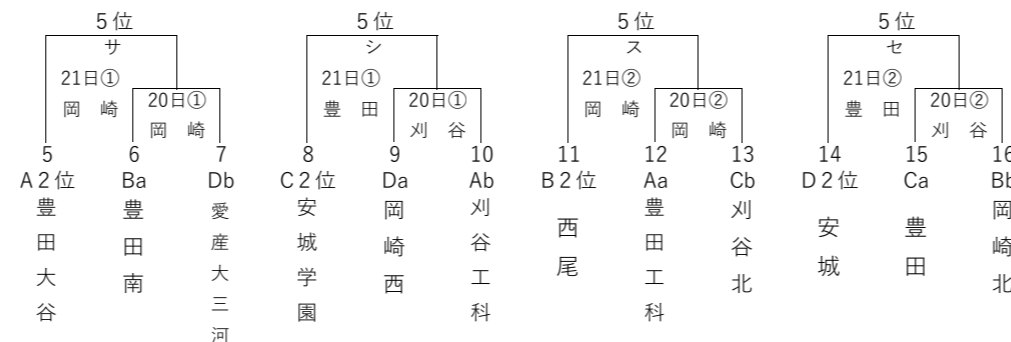 5位 5位 5位 5位
サ シ ス セ
21日① 21日① 21日② 21日②
岡崎 豊田 岡崎 豊田
20日① 20日① 20日② 20日②
岡崎 刈谷 岡崎 刈谷
5 6 7 8 9 10 11 12 13 14 15 16
A2位 Ba Db C2位 Da Ab B2位 Aa Cb D2位 Ca Bb
豊田大谷
豊田南
愛産大三河
安城学園
岡崎西
刈谷工科
西尾
豊田工科
刈谷北
安城
豊田
岡崎北